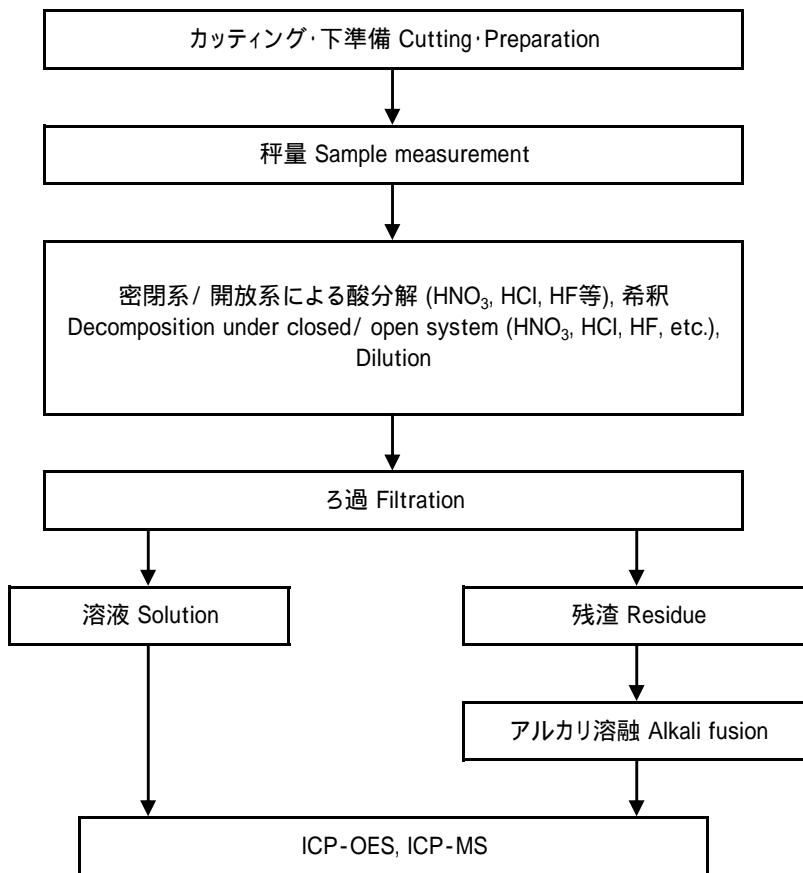 カッティング・下準備 Cutting・Preparation
秤量 Sample measurement
密閉系/ 開放系による酸分解 (HNO₃, HCl, HF等), 希釈
Decomposition under closed/ open system (HNO₃, HCl, HF, etc.),
Dilution
ろ過 Filtration
溶液 Solution
残渣 Residue
アルカリ溶融 Alkali fusion
ICP-OES, ICP-MS